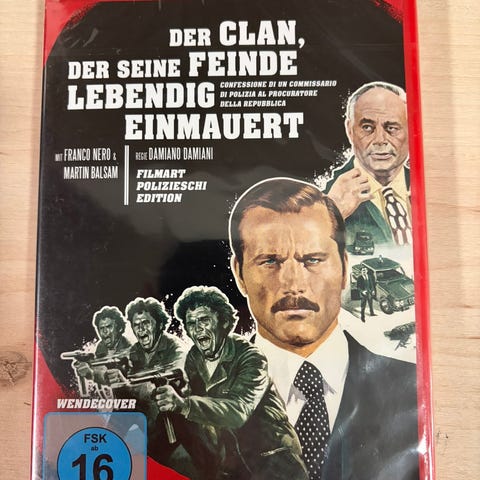 DER CLAN,
DER SEINE FEINDE
LEBENDIG
EINMAUERT
CONFESSIONE DI UN COMMISSARIO
DI POLIZIA AL PROCURATORE
DELLA REPUBBLICA
MIT FRANCO NERO &
MARTIN BALSAM
REGIE DAMIANO DAMIANI
FILMART
POLIZIESCHI
EDITION
WENDECOVER
FSK
ab
16